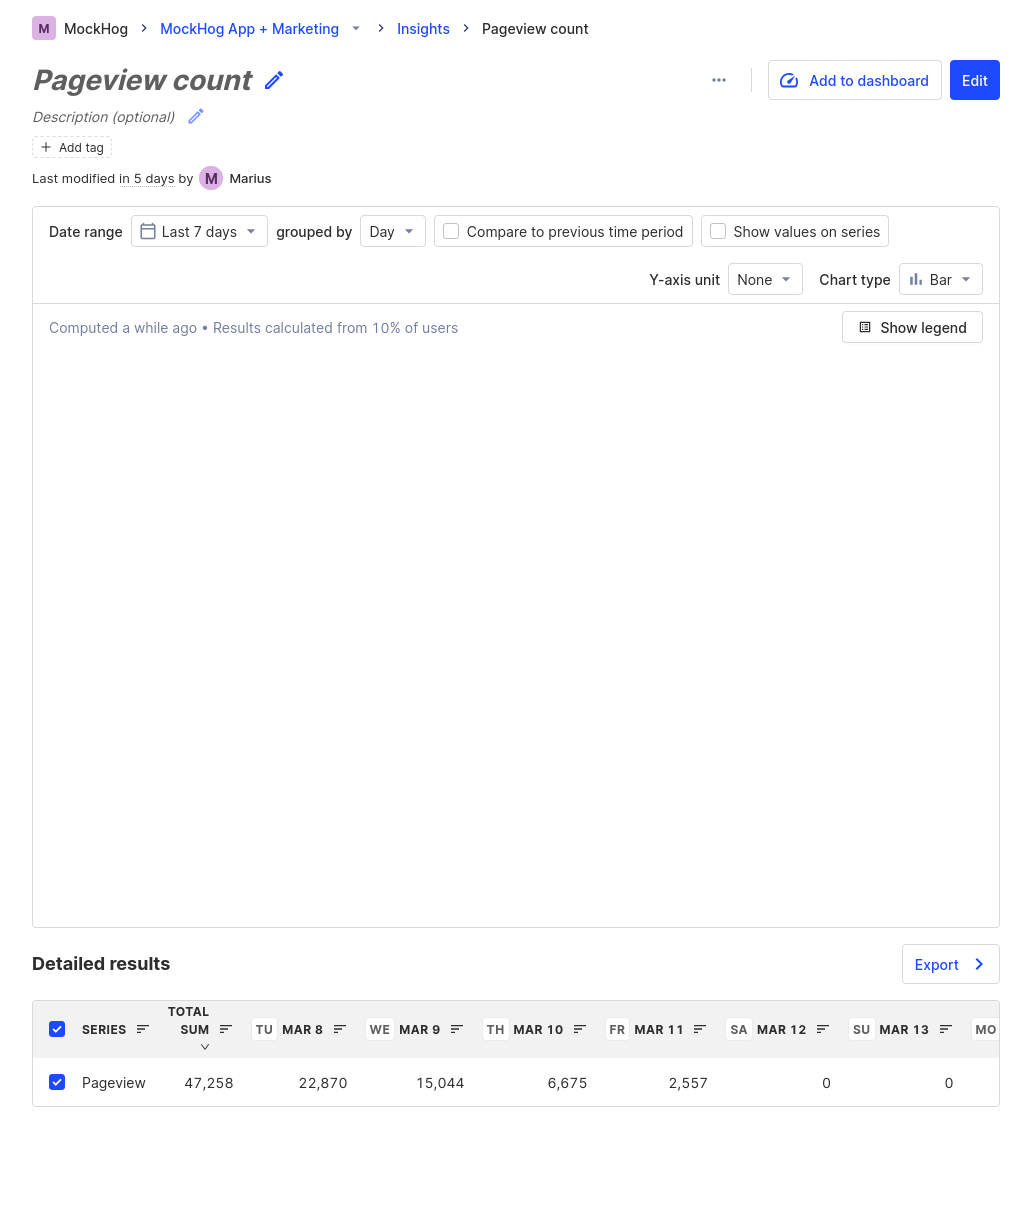 M MockHog MockHog App + Marketing Insights Pageview count
Pageview count
Add to dashboard Edit
Description (optional)
Add tag
Last modified in 5 days by M Marius
Date range Last 7 days grouped by Day Compare to previous time period Show values on series
Y-axis unit None Chart type Bar
Computed a while ago • Results calculated from 10% of users Show legend
Detailed results Export
SERIES TOTAL SUM TU MAR 8 WE MAR 9 TH MAR 10 FR MAR 11 SA MAR 12 SU MAR 13 MO
Pageview 47,258 22,870 15,044 6,675 2,557 0 0